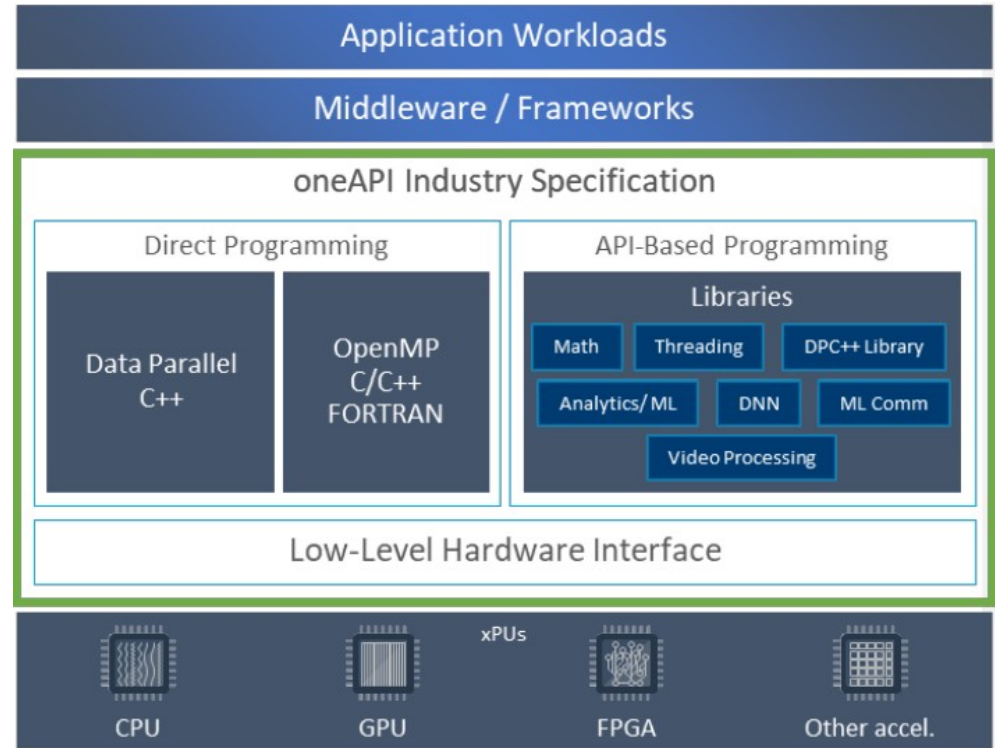 Application Workloads
Middleware / Frameworks
oneAPI Industry Specification
Direct Programming
API-Based Programming
Data Parallel
C++
OpenMP
C/C++
FORTRAN
Libraries
Math
Threading
DPC++ Library
Analytics/ML
DNN
ML Comm
Video Processing
Low-Level Hardware Interface
xPUs
CPU
GPU
FPGA
Other accel.